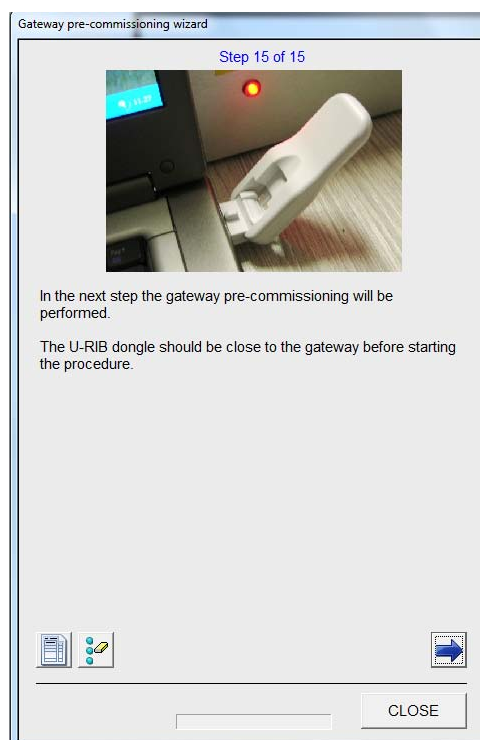 Gateway pre-commissioning wizard
Step 15 of 15
In the next step the gateway pre-commissioning will be
performed.
The U-RIB dongle should be close to the gateway before starting
the procedure.
CLOSE